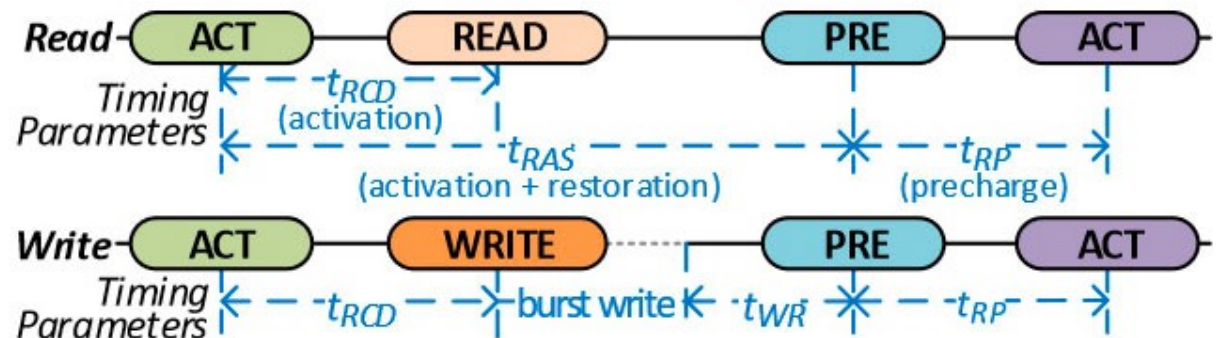 Read ACT READ PRE ACT
Timing
Parameters
tRCD
(activation)
tRAS
(activation + restoration)
tRP
(precharge)
Write ACT WRITE PRE ACT
Timing
Parameters
tRCD burst write tWR tRP